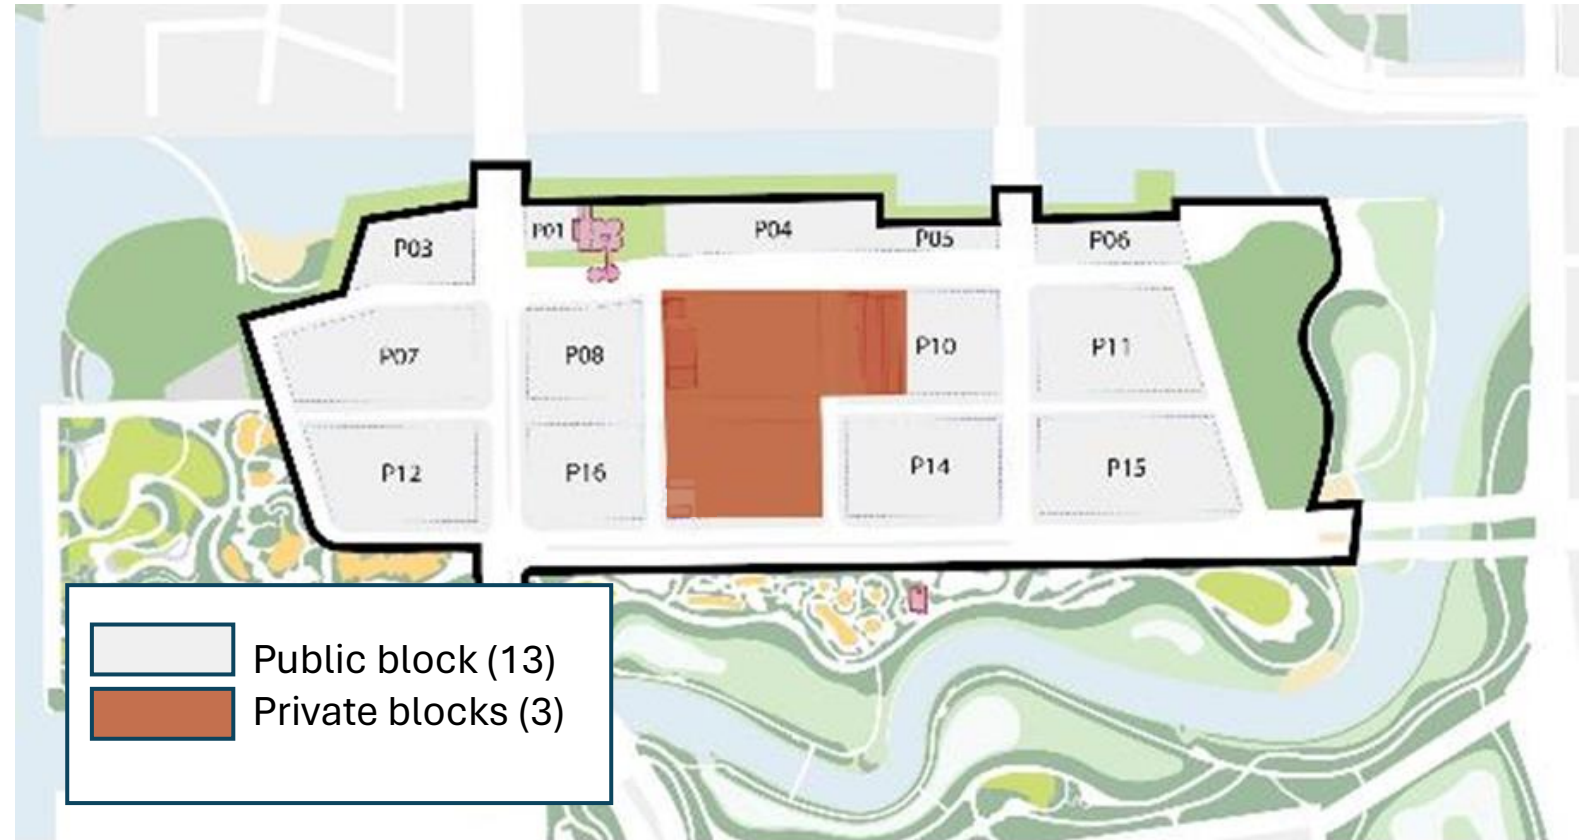 P03
P01
P04
P05
P06
P07
P08
P10
P11
P12
P16
P14
P15
Public block (13)
Private blocks (3)